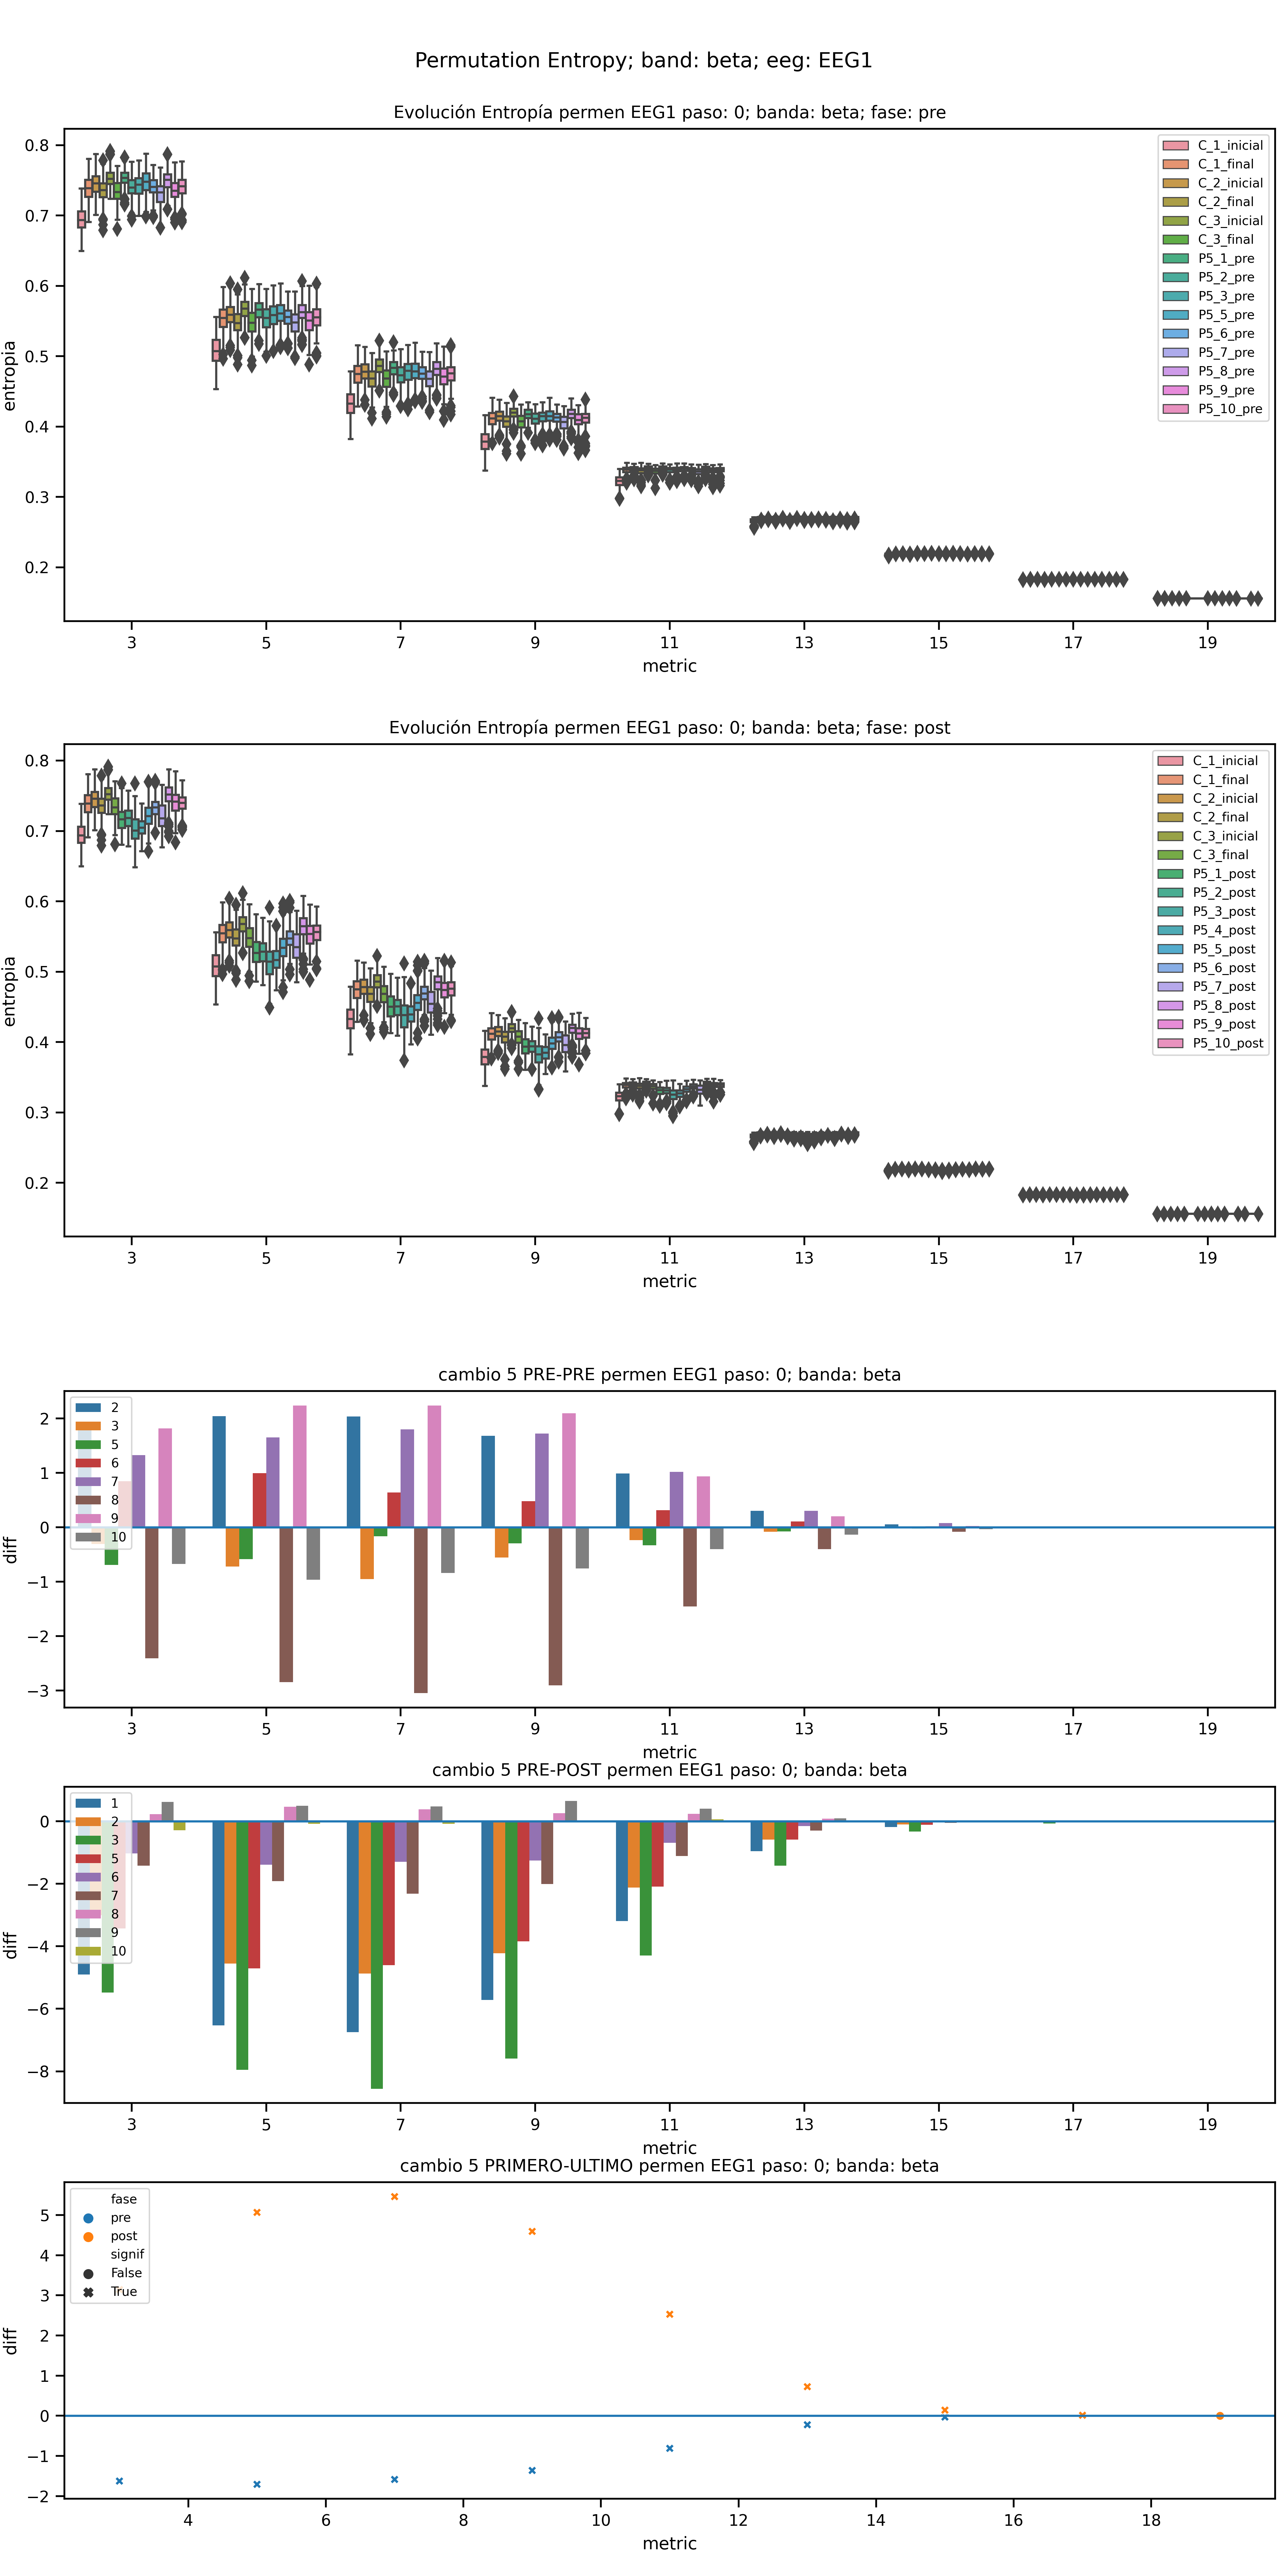 Permutation Entropy; band: beta; eeg: EEG1
Evolución Entropía permen EEG1 paso: 0; banda: beta; fase: pre
0.8
0.7
0.6
0.5
0.4
0.3
0.2
entropia
C_1_inicial
C_1_final
C_2_inicial
C_2_final
C_3_inicial
C_3_final
P5_1_pre
P5_2_pre
P5_3_pre
P5_5_pre
P5_6_pre
P5_7_pre
P5_8_pre
P5_9_pre
P5_10_pre
3 5 7 9 11 13 15 17 19
metric
Evolución Entropía permen EEG1 paso: 0; banda: beta; fase: post
0.8
0.7
0.6
0.5
0.4
0.3
0.2
entropia
C_1_inicial
C_1_final
C_2_inicial
C_2_final
C_3_inicial
C_3_final
P5_1_post
P5_2_post
P5_3_post
P5_4_post
P5_5_post
P5_6_post
P5_7_post
P5_8_post
P5_9_post
P5_10_post
3 5 7 9 11 13 15 17 19
metric
cambio 5 PRE-PRE permen EEG1 paso: 0; banda: beta
2
1
0
−1
−2
−3
diff
2
3
5
6
7
8
9
10
3 5 7 9 11 13 15 17 19
metric
cambio 5 PRE-POST permen EEG1 paso: 0; banda: beta
0
−2
−4
−6
−8
diff
1
2
3
5
6
7
8
9
10
3 5 7 9 11 13 15 17 19
metric
cambio 5 PRIMERO-ULTIMO permen EEG1 paso: 0; banda: beta
5
4
3
2
1
0
−1
−2
diff
fase
pre
post
signif
False
True
4 6 8 10 12 14 16 18
metric